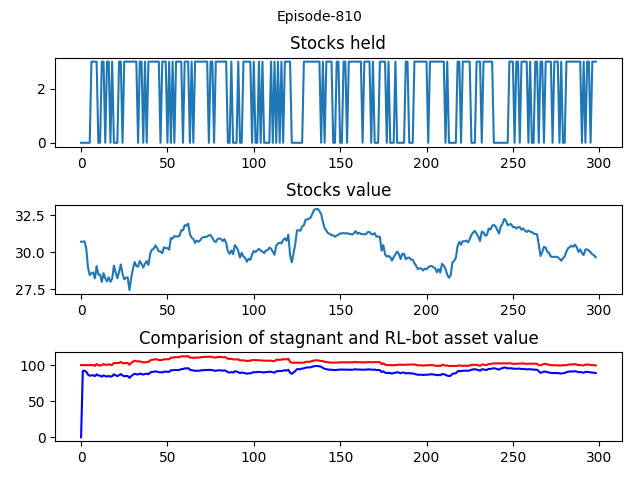 Episode-810
Stocks held
2
0
0 50 100 150 200 250 300
Stocks value
32.5
30.0
27.5
0 50 100 150 200 250 300
Comparision of stagnant and RL-bot asset value
100
50
0
0 50 100 150 200 250 300